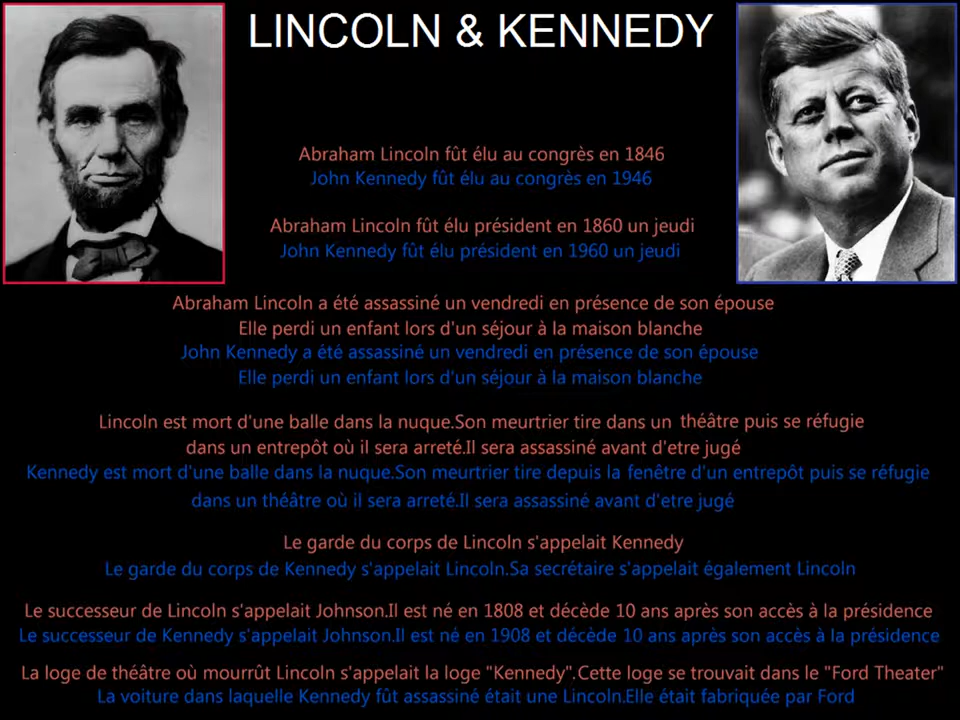 LINCOLN & KENNEDY
Abraham Lincoln fût élu au congrès en 1846
John Kennedy fût élu au congrès en 1946
Abraham Lincoln fût élu président en 1860 un jeudi
John Kennedy fût élu président en 1960 un jeudi
Abraham Lincoln a été assassiné un vendredi en présence de son épouse
Elle perdi un enfant lors d'un séjour à la maison blanche
John Kennedy a été assassiné un vendredi en présence de son épouse
Elle perdi un enfant lors d'un séjour à la maison blanche
Lincoln est mort d'une balle dans la nuque.Son meurtrier tire dans un théâtre puis se réfugie
dans un entrepôt où il sera arreté.Il sera assassiné avant d'etre jugé
Kennedy est mort d'une balle dans la nuque.Son meurtrier tire depuis la fenêtre d'un entrepôt puis se réfugie
dans un théâtre où il sera arreté.Il sera assassiné avant d'etre jugé
Le garde du corps de Lincoln s'appelait Kennedy
Le garde du corps de Kennedy s'appelait Lincoln.Sa secrétaire s'appelait également Lincoln
Le successeur de Lincoln s'appelait Johnson.Il est né en 1808 et décède 10 ans après son accès à la présidence
Le successeur de Kennedy s'appelait Johnson.Il est né en 1908 et décède 10 ans après son accès à la présidence
La loge de théâtre où mourrût Lincoln s'appelait la loge "Kennedy".Cette loge se trouvait dans le "Ford Theater"
La voiture dans laquelle Kennedy fût assassiné était une Lincoln.Elle était fabriquée par Ford